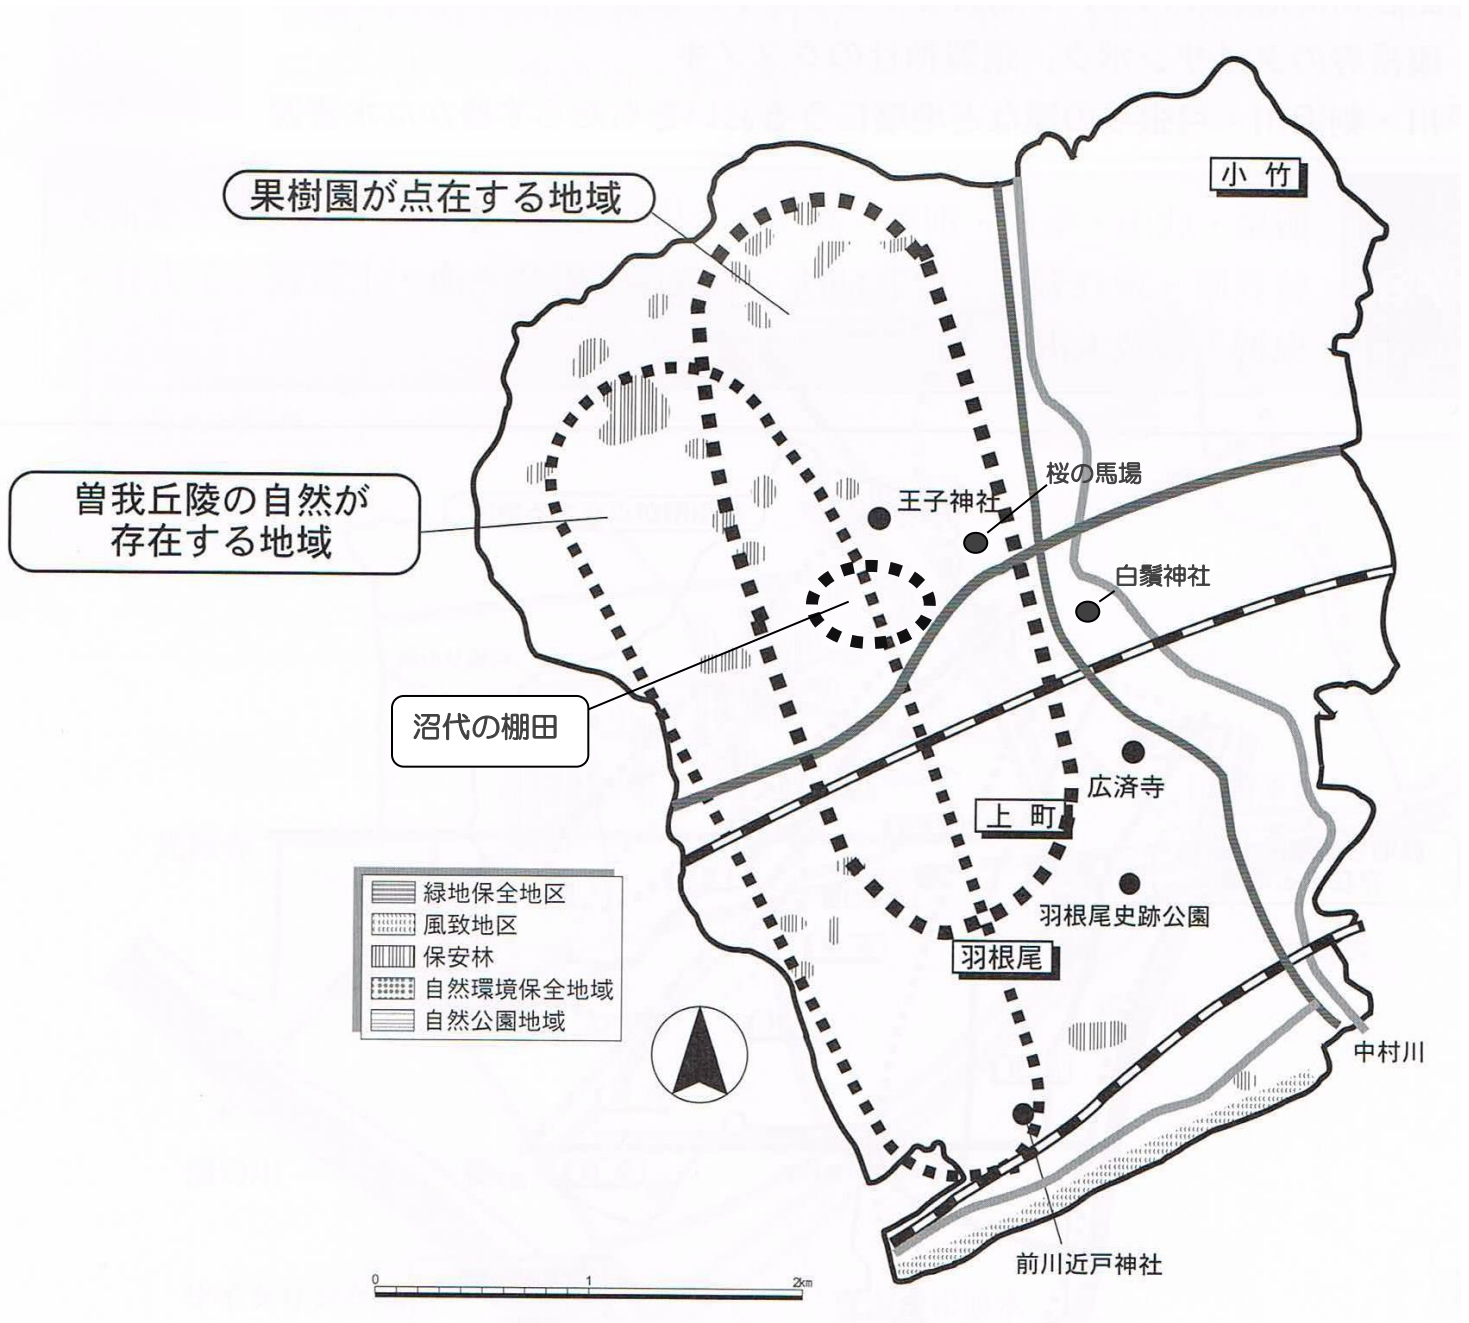 小 竹
果樹園が点在する地域
桜の馬場
王子神社
曽我丘陵の自然が
存在する地域
白鬚神社
沼代の棚田
広済寺
上 町
羽根尾史跡公園
羽根尾
緑地保全地区
風致地区
保安林
自然環境保全地域
自然公園地域
中村川
前川近戸神社
0 1 2km